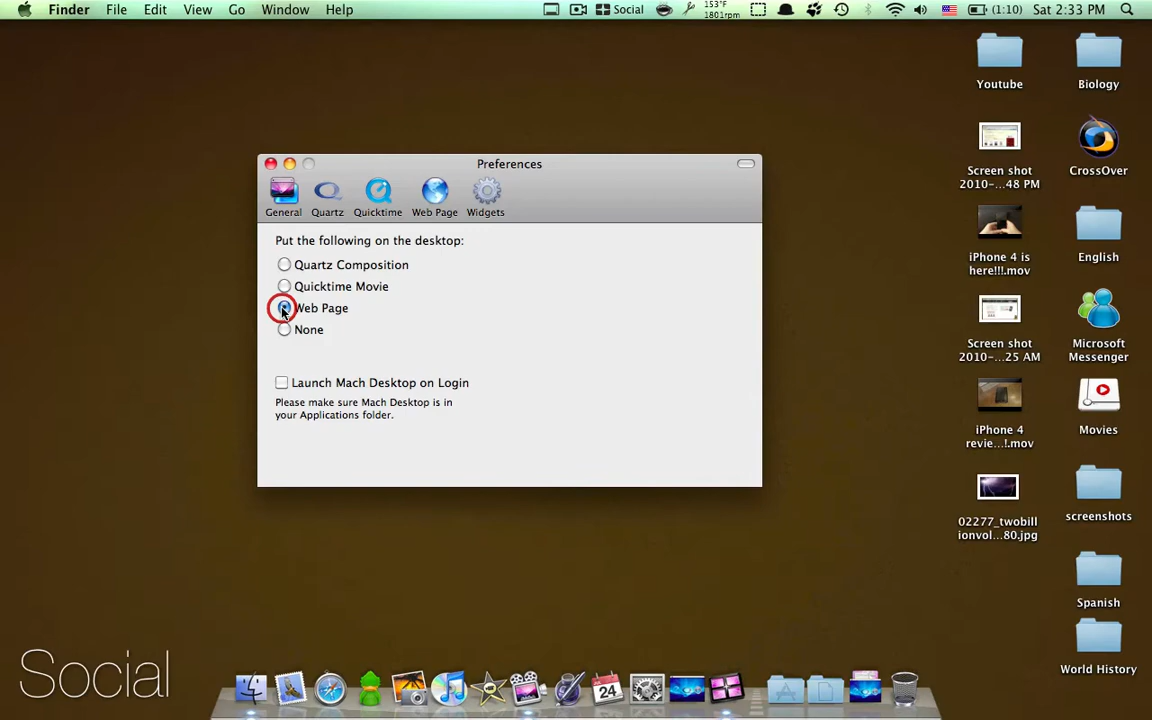 Finder File Edit View Go Window Help Social 153°F 1801rpm (1:10) Sat 2:33 PM
Preferences
General Quartz Quicktime Web Page Widgets
Put the following on the desktop:
Quartz Composition
Quicktime Movie
Web Page
None
Launch Mach Desktop on Login
Please make sure Mach Desktop is in
your Applications folder.
Youtube
Biology
Screen shot
2010-...48 PM
CrossOver
iPhone 4 is
here!!!.mov
English
Screen shot
2010-...25 AM
Microsoft
Messenger
iPhone 4
revie...!.mov
Movies
02277_twobill
ionvol...80.jpg
screenshots
Spanish
World History
Social
24